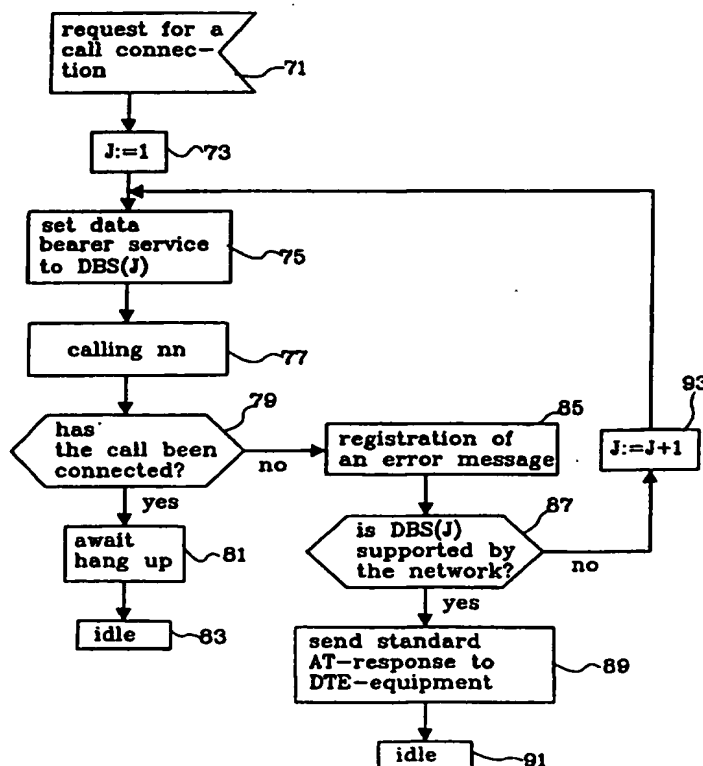 request for a
call connec-
tion
71
J:=1
73
set data
bearer service
to DBS(J)
75
calling nn
77
79
has
the call been
connected?
no
yes
85
registration of
an error message
93
J:=J+1
87
is DBS(J)
supported by
the network?
no
yes
await
hang up
81
idle
83
send standard
AT-response to
DTE-equipment
89
idle
91